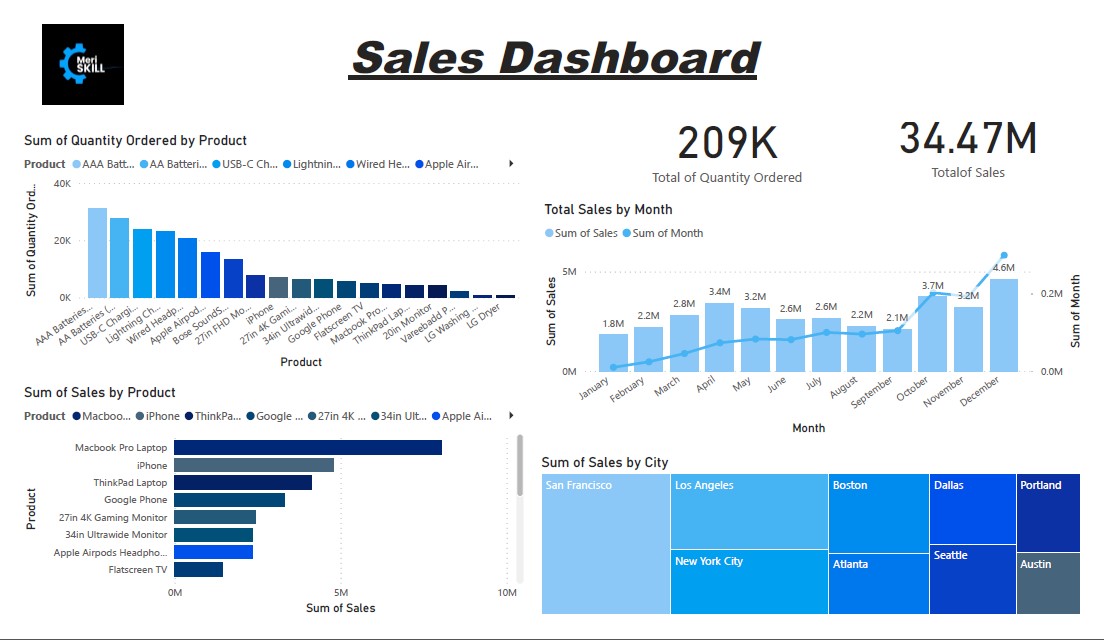 Meri
SKILL
Sales Dashboard
209K
Total of Quantity Ordered
34.47M
Totalof Sales
Sum of Quantity Ordered by Product
Product AAA Batt... AA Batteri... USB-C Ch... Lightnin... Wired He... Apple Air...
Sum of Quantity Ord...
40K
20K
0K
AAA Batteries...
AA Batteries (...
USB-C Chargi...
Lightning Ch...
Wired Headp...
Apple Airpod...
Bose SoundS...
27in FHD Mo...
iPhone
27in 4K Gami...
34in Ultrawid...
Google Phone
Flatscreen TV
Macbook Pro...
ThinkPad Lap...
20in Monitor
Vareebadd P...
LG Washing ...
LG Dryer
Product
Total Sales by Month
Sum of Sales Sum of Month
Sum of Sales
5M
0M
1.8M
2.2M
2.8M
3.4M
3.2M
2.6M
2.6M
2.2M
2.1M
3.7M
3.2M
4.6M
0.2M
0.0M
Sum of Month
January
February
March
April
May
June
July
August
September
October
November
December
Month
Sum of Sales by Product
Product Macboo... iPhone ThinkPa... Google ... 27in 4K ... 34in Ult... Apple Ai...
Product
Macbook Pro Laptop
iPhone
ThinkPad Laptop
Google Phone
27in 4K Gaming Monitor
34in Ultrawide Monitor
Apple Airpods Headpho...
Flatscreen TV
0M
5M
10M
Sum of Sales
Sum of Sales by City
San Francisco
Los Angeles
New York City
Boston
Atlanta
Dallas
Seattle
Portland
Austin